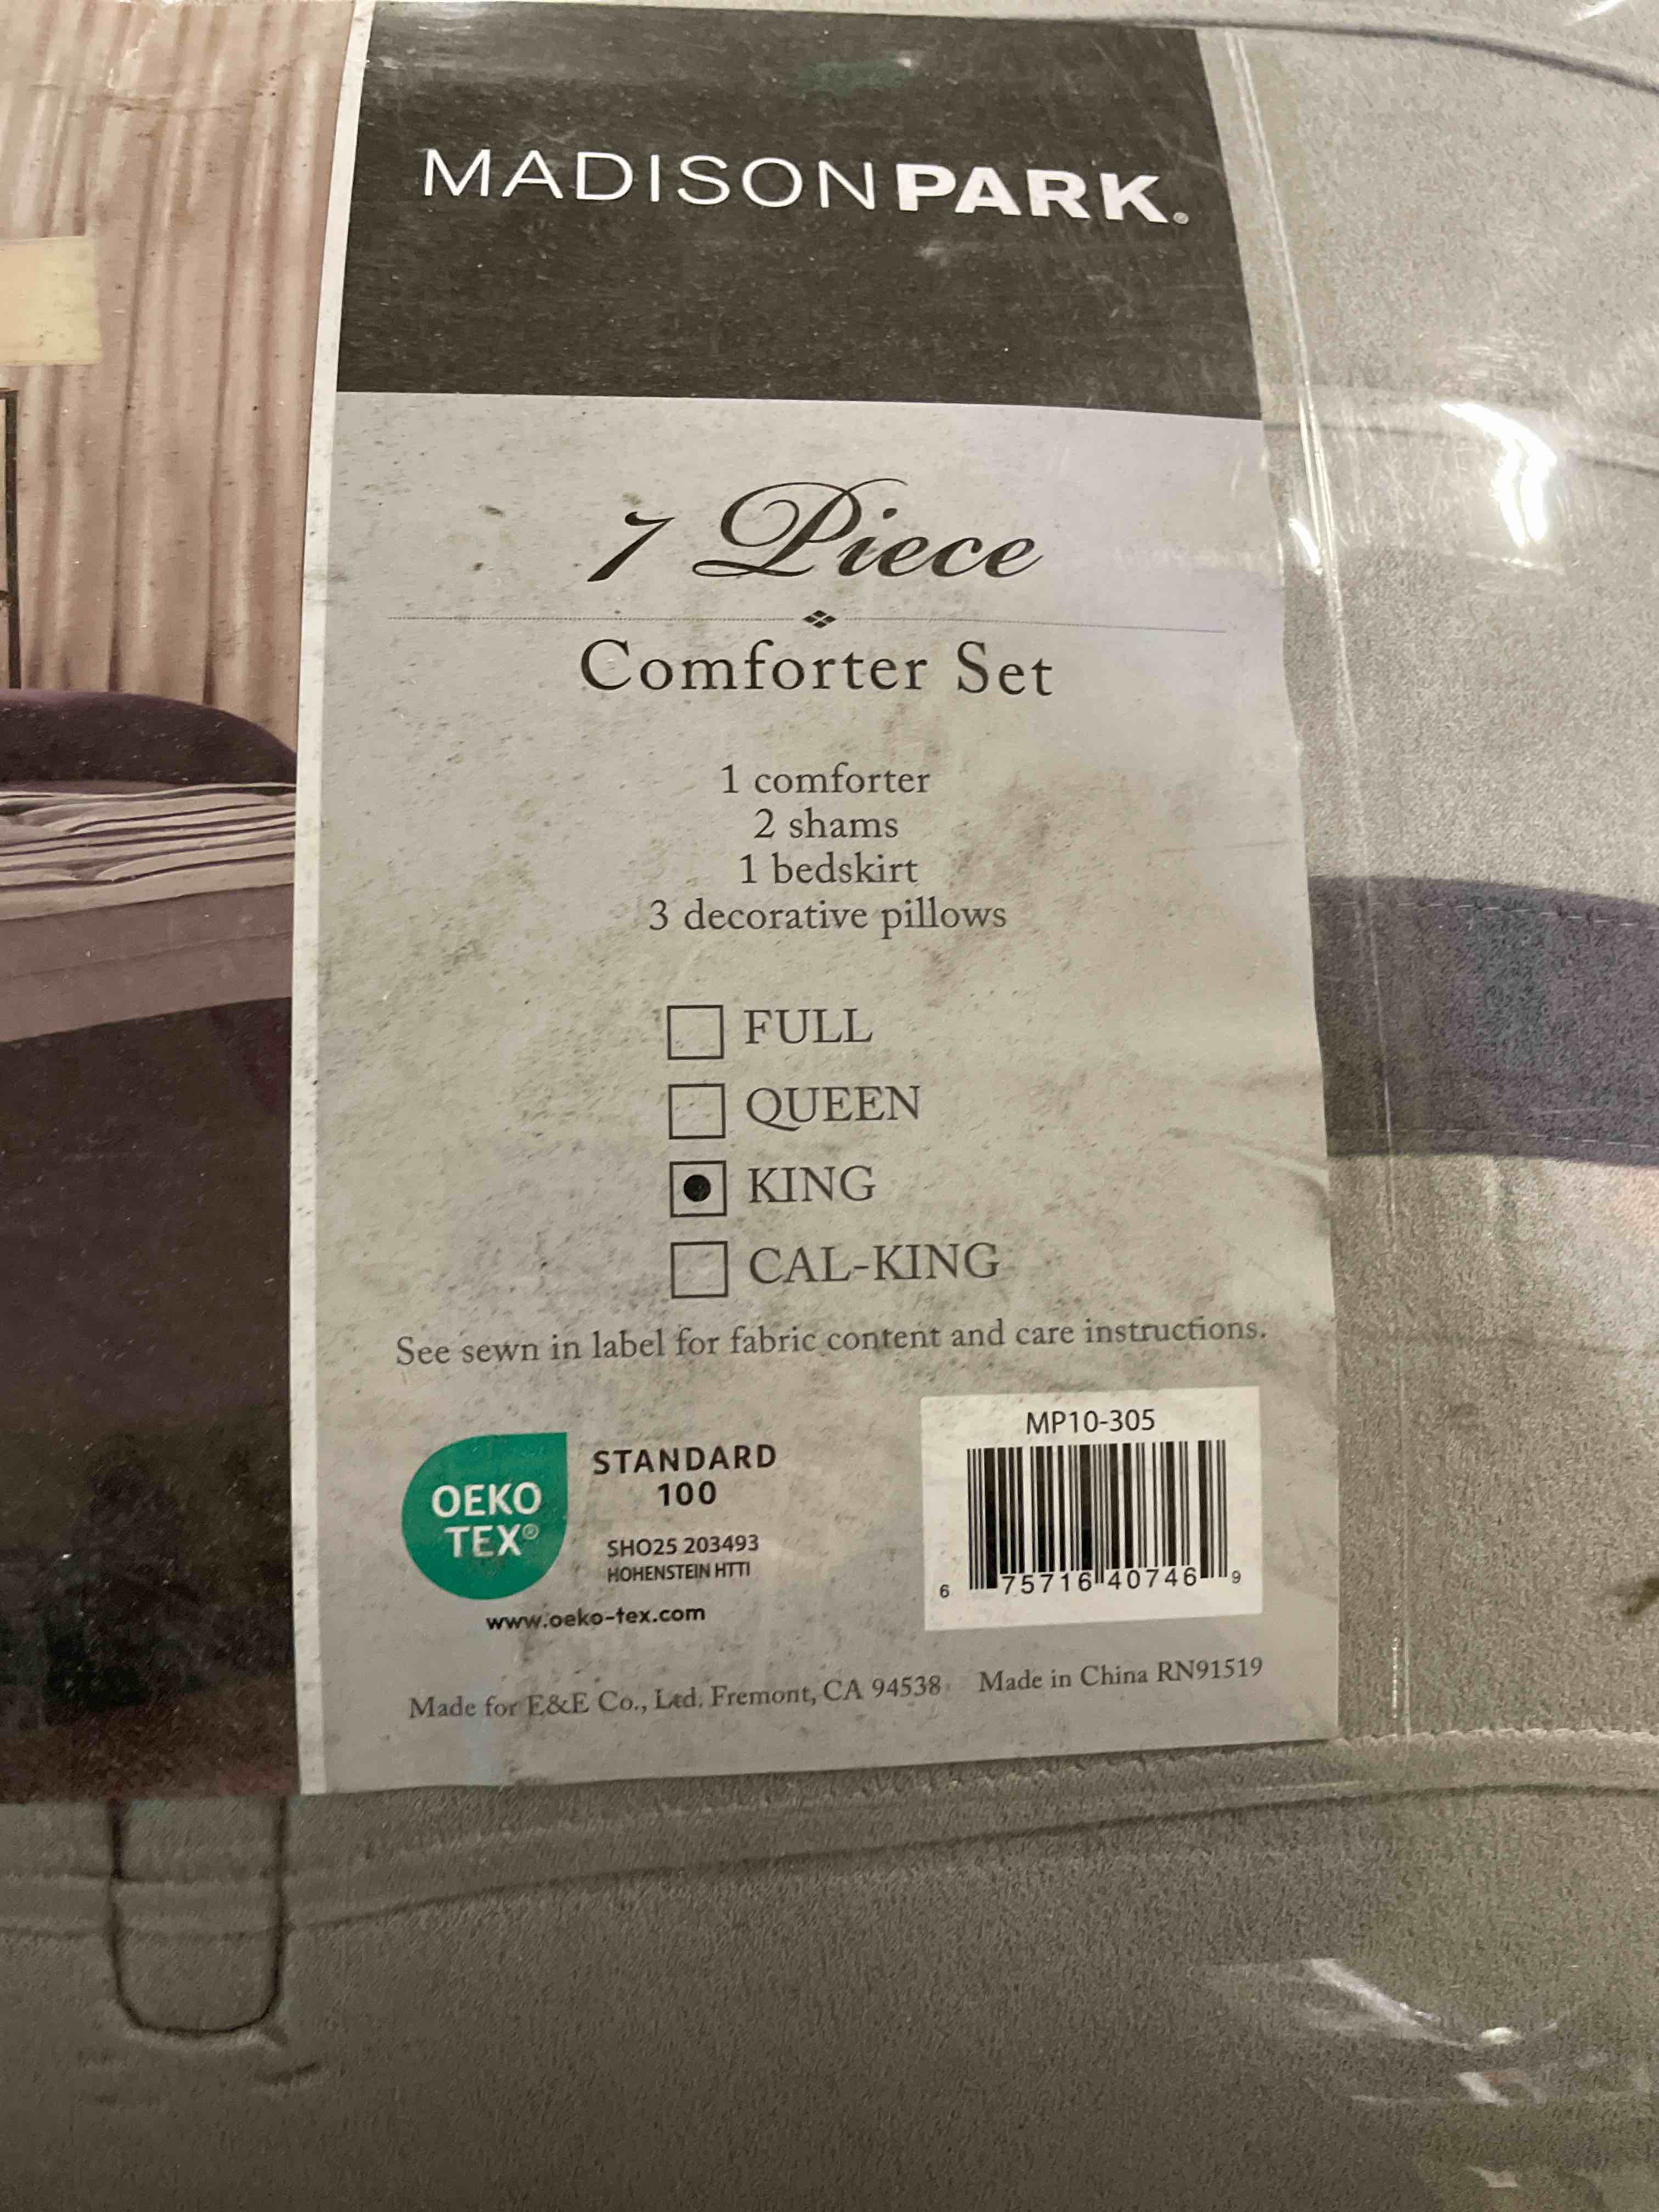 MADISONPARK®
7 Piece
Comforter Set
1 comforter
2 shams
1 bedskirt
3 decorative pillows
FULL
QUEEN
KING
CAL-KING
See sewn in label for fabric content and care instructions.
OEKO
TEX®
STANDARD
100
SHO25 203493
HOHENSTEIN HTTI
www.oeko-tex.com
MP10-305
6 75716 40746 9
Made for E&E Co., Ltd. Fremont, CA 94538 Made in China RN91519